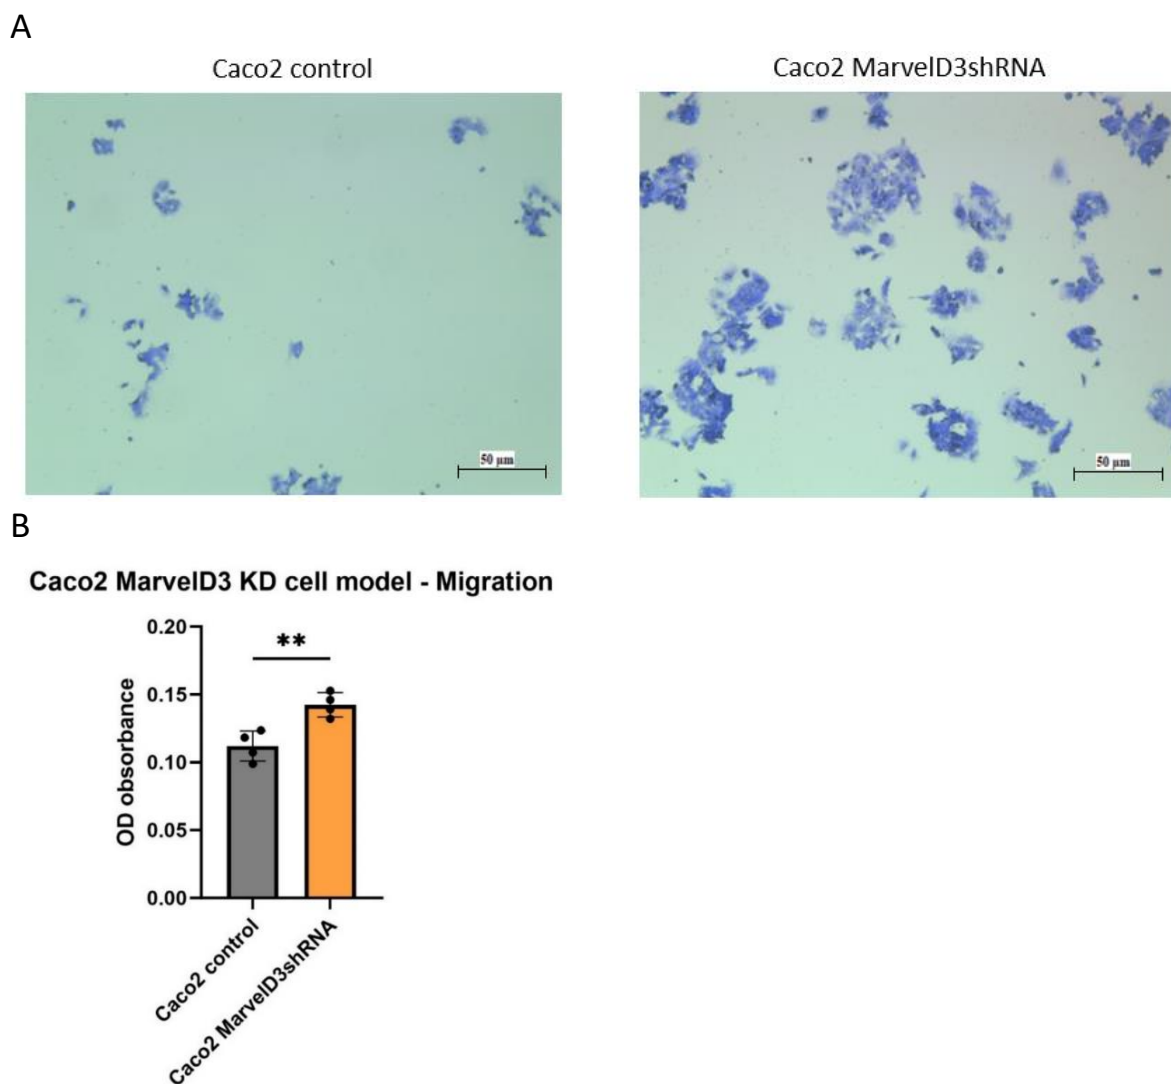 A
Caco2 control
Caco2 MarvelD3shRNA
50 µm
50 µm
B
Caco2 MarvelD3 KD cell model - Migration
**
OD obsorbance
0.20
0.15
0.10
0.05
0.00
Caco2 control
Caco2 MarvelD3shRNA